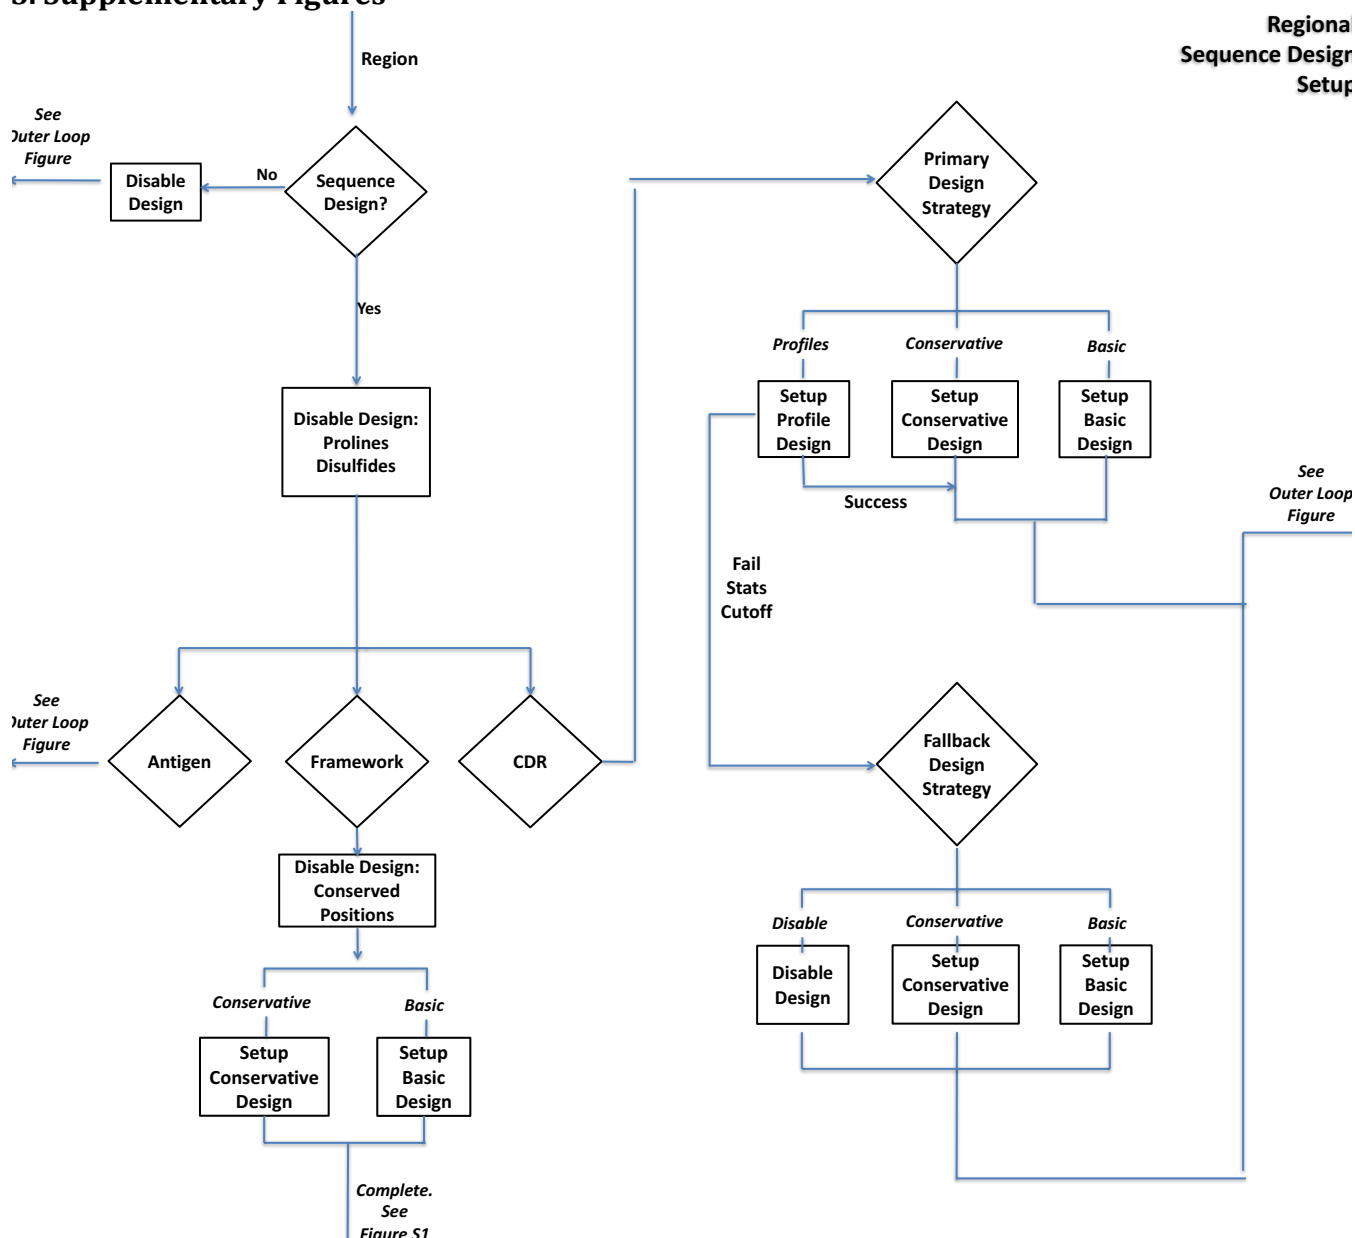 S. Supplementary Figures
Regional
Sequence Design
Setup
Region
See
Outer Loop
Figure
Disable
Design
No
Sequence
Design?
Yes
Disable Design:
Prolines
Disulfides
See
Outer Loop
Figure
Antigen
Framework
CDR
Disable Design:
Conserved
Positions
Conservative
Basic
Setup
Conservative
Design
Setup
Basic
Design
Complete.
See
Figure S1
Primary
Design
Strategy
Profiles
Conservative
Basic
Setup
Profile
Design
Setup
Conservative
Design
Setup
Basic
Design
Success
Fail
Stats
Cutoff
See
Outer Loop
Figure
Fallback
Design
Strategy
Disable
Conservative
Basic
Disable
Design
Setup
Conservative
Design
Setup
Basic
Design